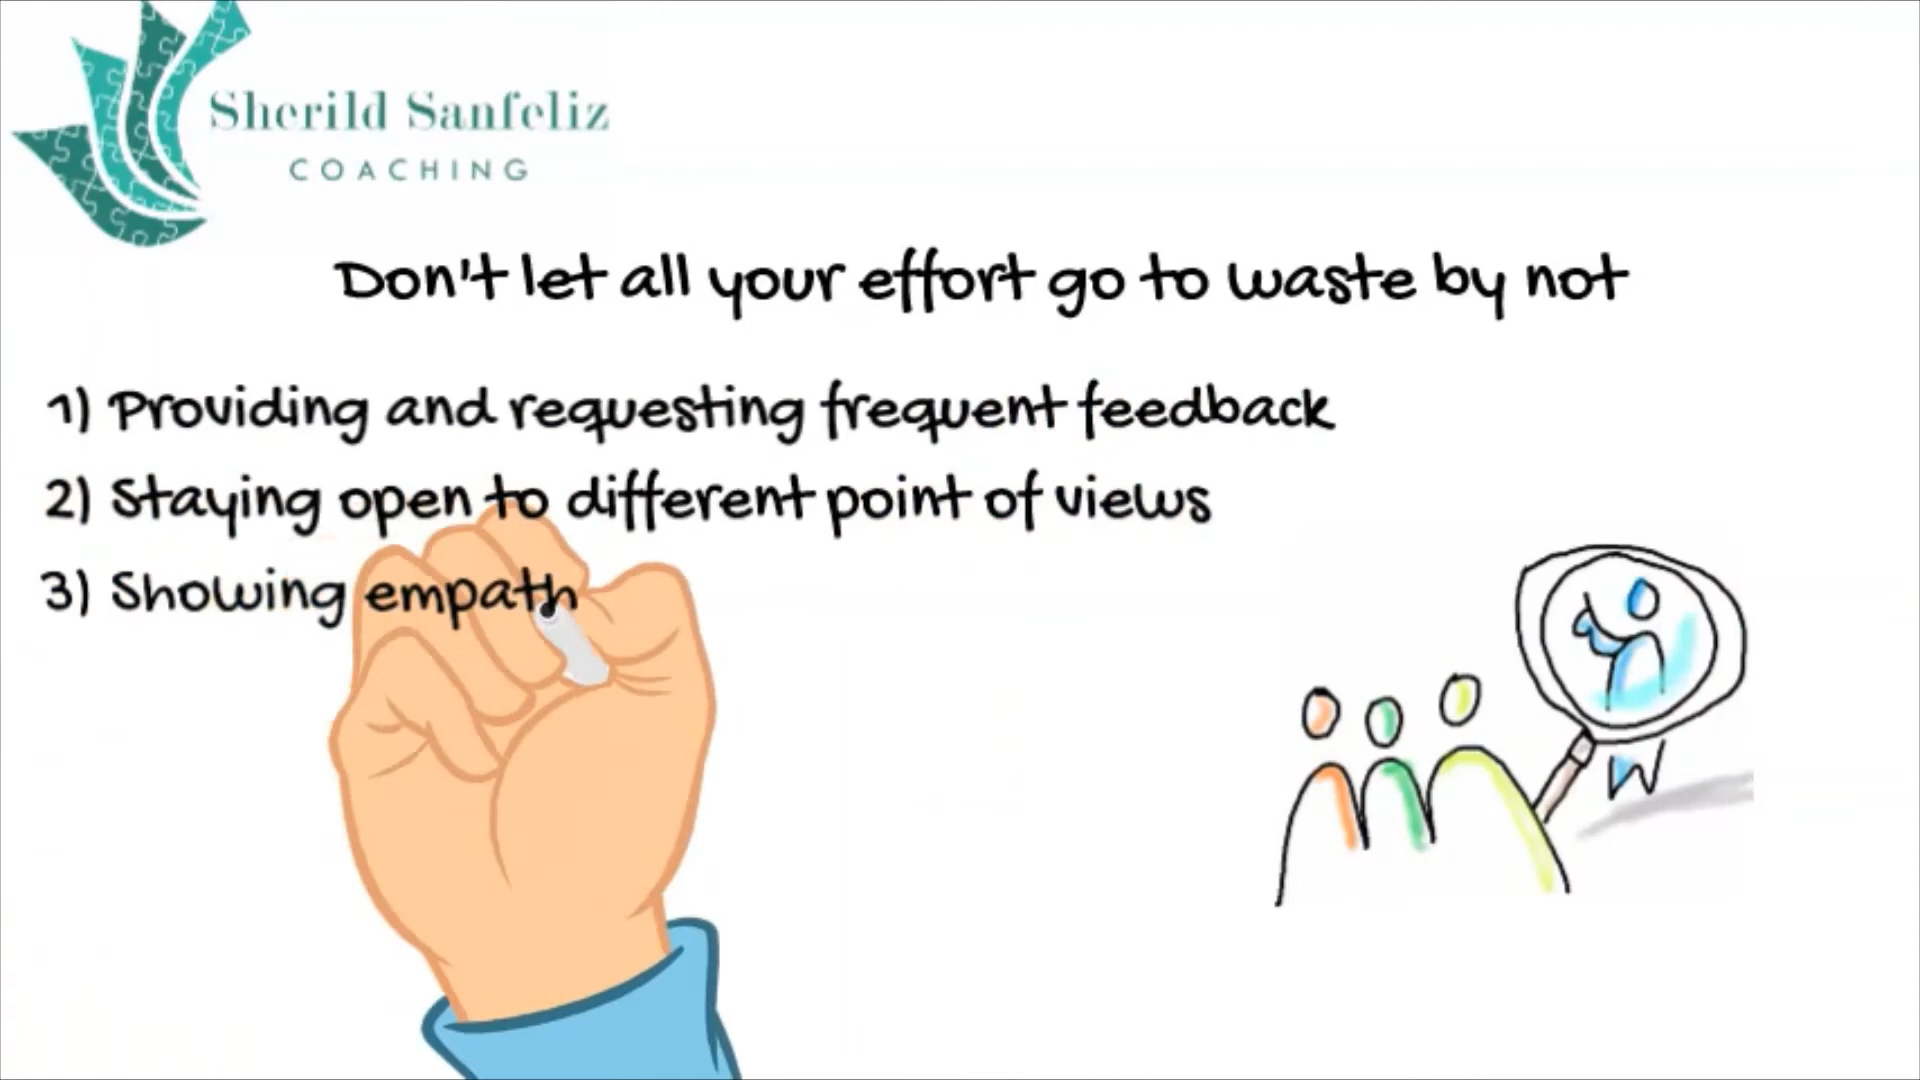 Sherild Sanfeliz
COACHING
Don't let all your effort go to waste by not
1) Providing and requesting frequent feedback
2) Staying open to different point of views
3) Showing empath